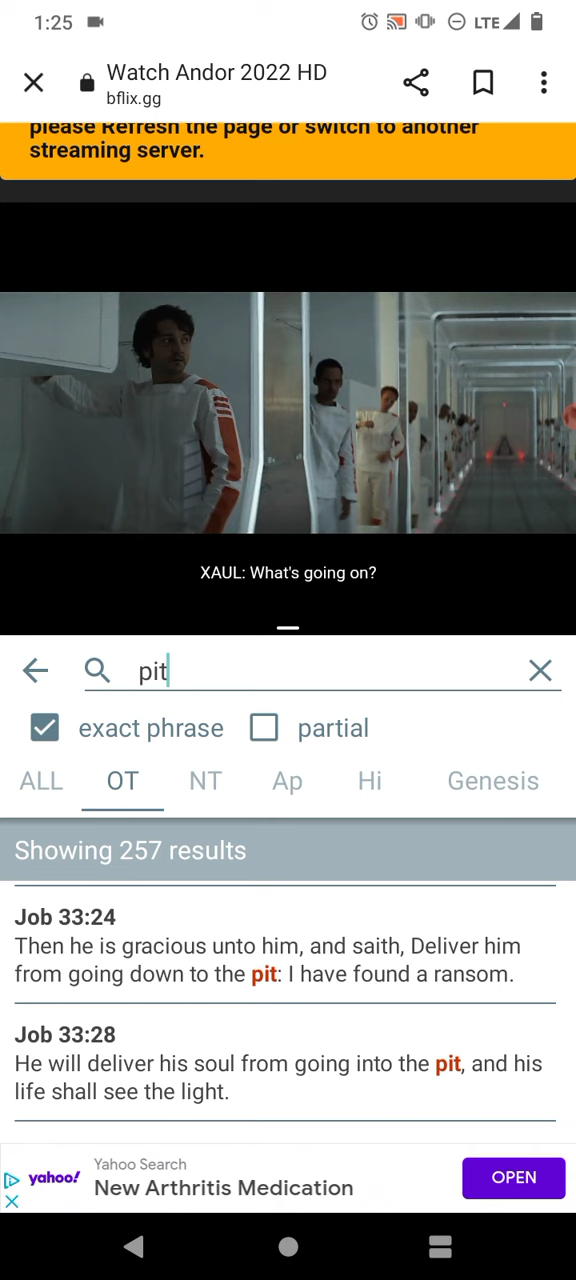 1:25 LTE
Watch Andor 2022 HD
bflix.gg
please Refresh the page or switch to another
streaming server.
XAUL: What's going on?
pit
exact phrase partial
ALL OT NT Ap Hi Genesis
Showing 257 results
Job 33:24
Then he is gracious unto him, and saith, Deliver him
from going down to the pit: I have found a ransom.
Job 33:28
He will deliver his soul from going into the pit, and his
life shall see the light.
Yahoo Search
yahoo! New Arthritis Medication OPEN